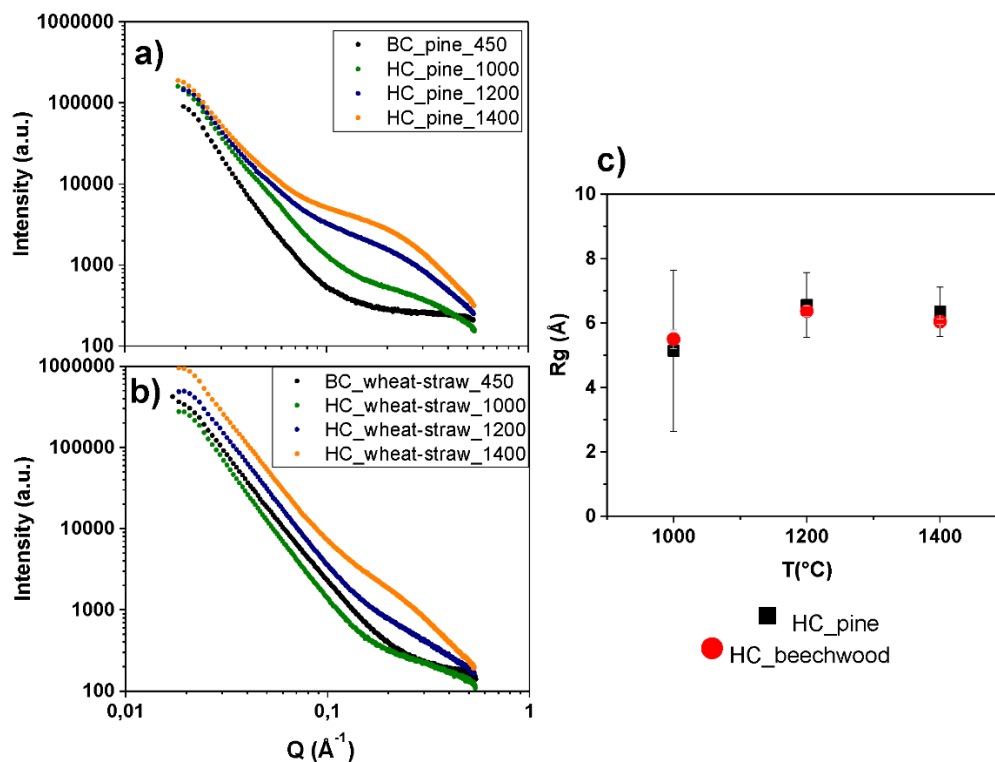 a)
Intensity (a.u.)
1000000
100000
10000
1000
100
BC_pine_450
HC_pine_1000
HC_pine_1200
HC_pine_1400
b)
Intensity (a.u.)
1000000
100000
10000
1000
100
BC_wheat-straw_450
HC_wheat-straw_1000
HC_wheat-straw_1200
HC_wheat-straw_1400
0,01 0,1 1
Q (Å-1)
c)
Rg (Å)
10
8
6
4
2
0
1000 1200 1400
T(°C)
HC_pine
HC_beechwood